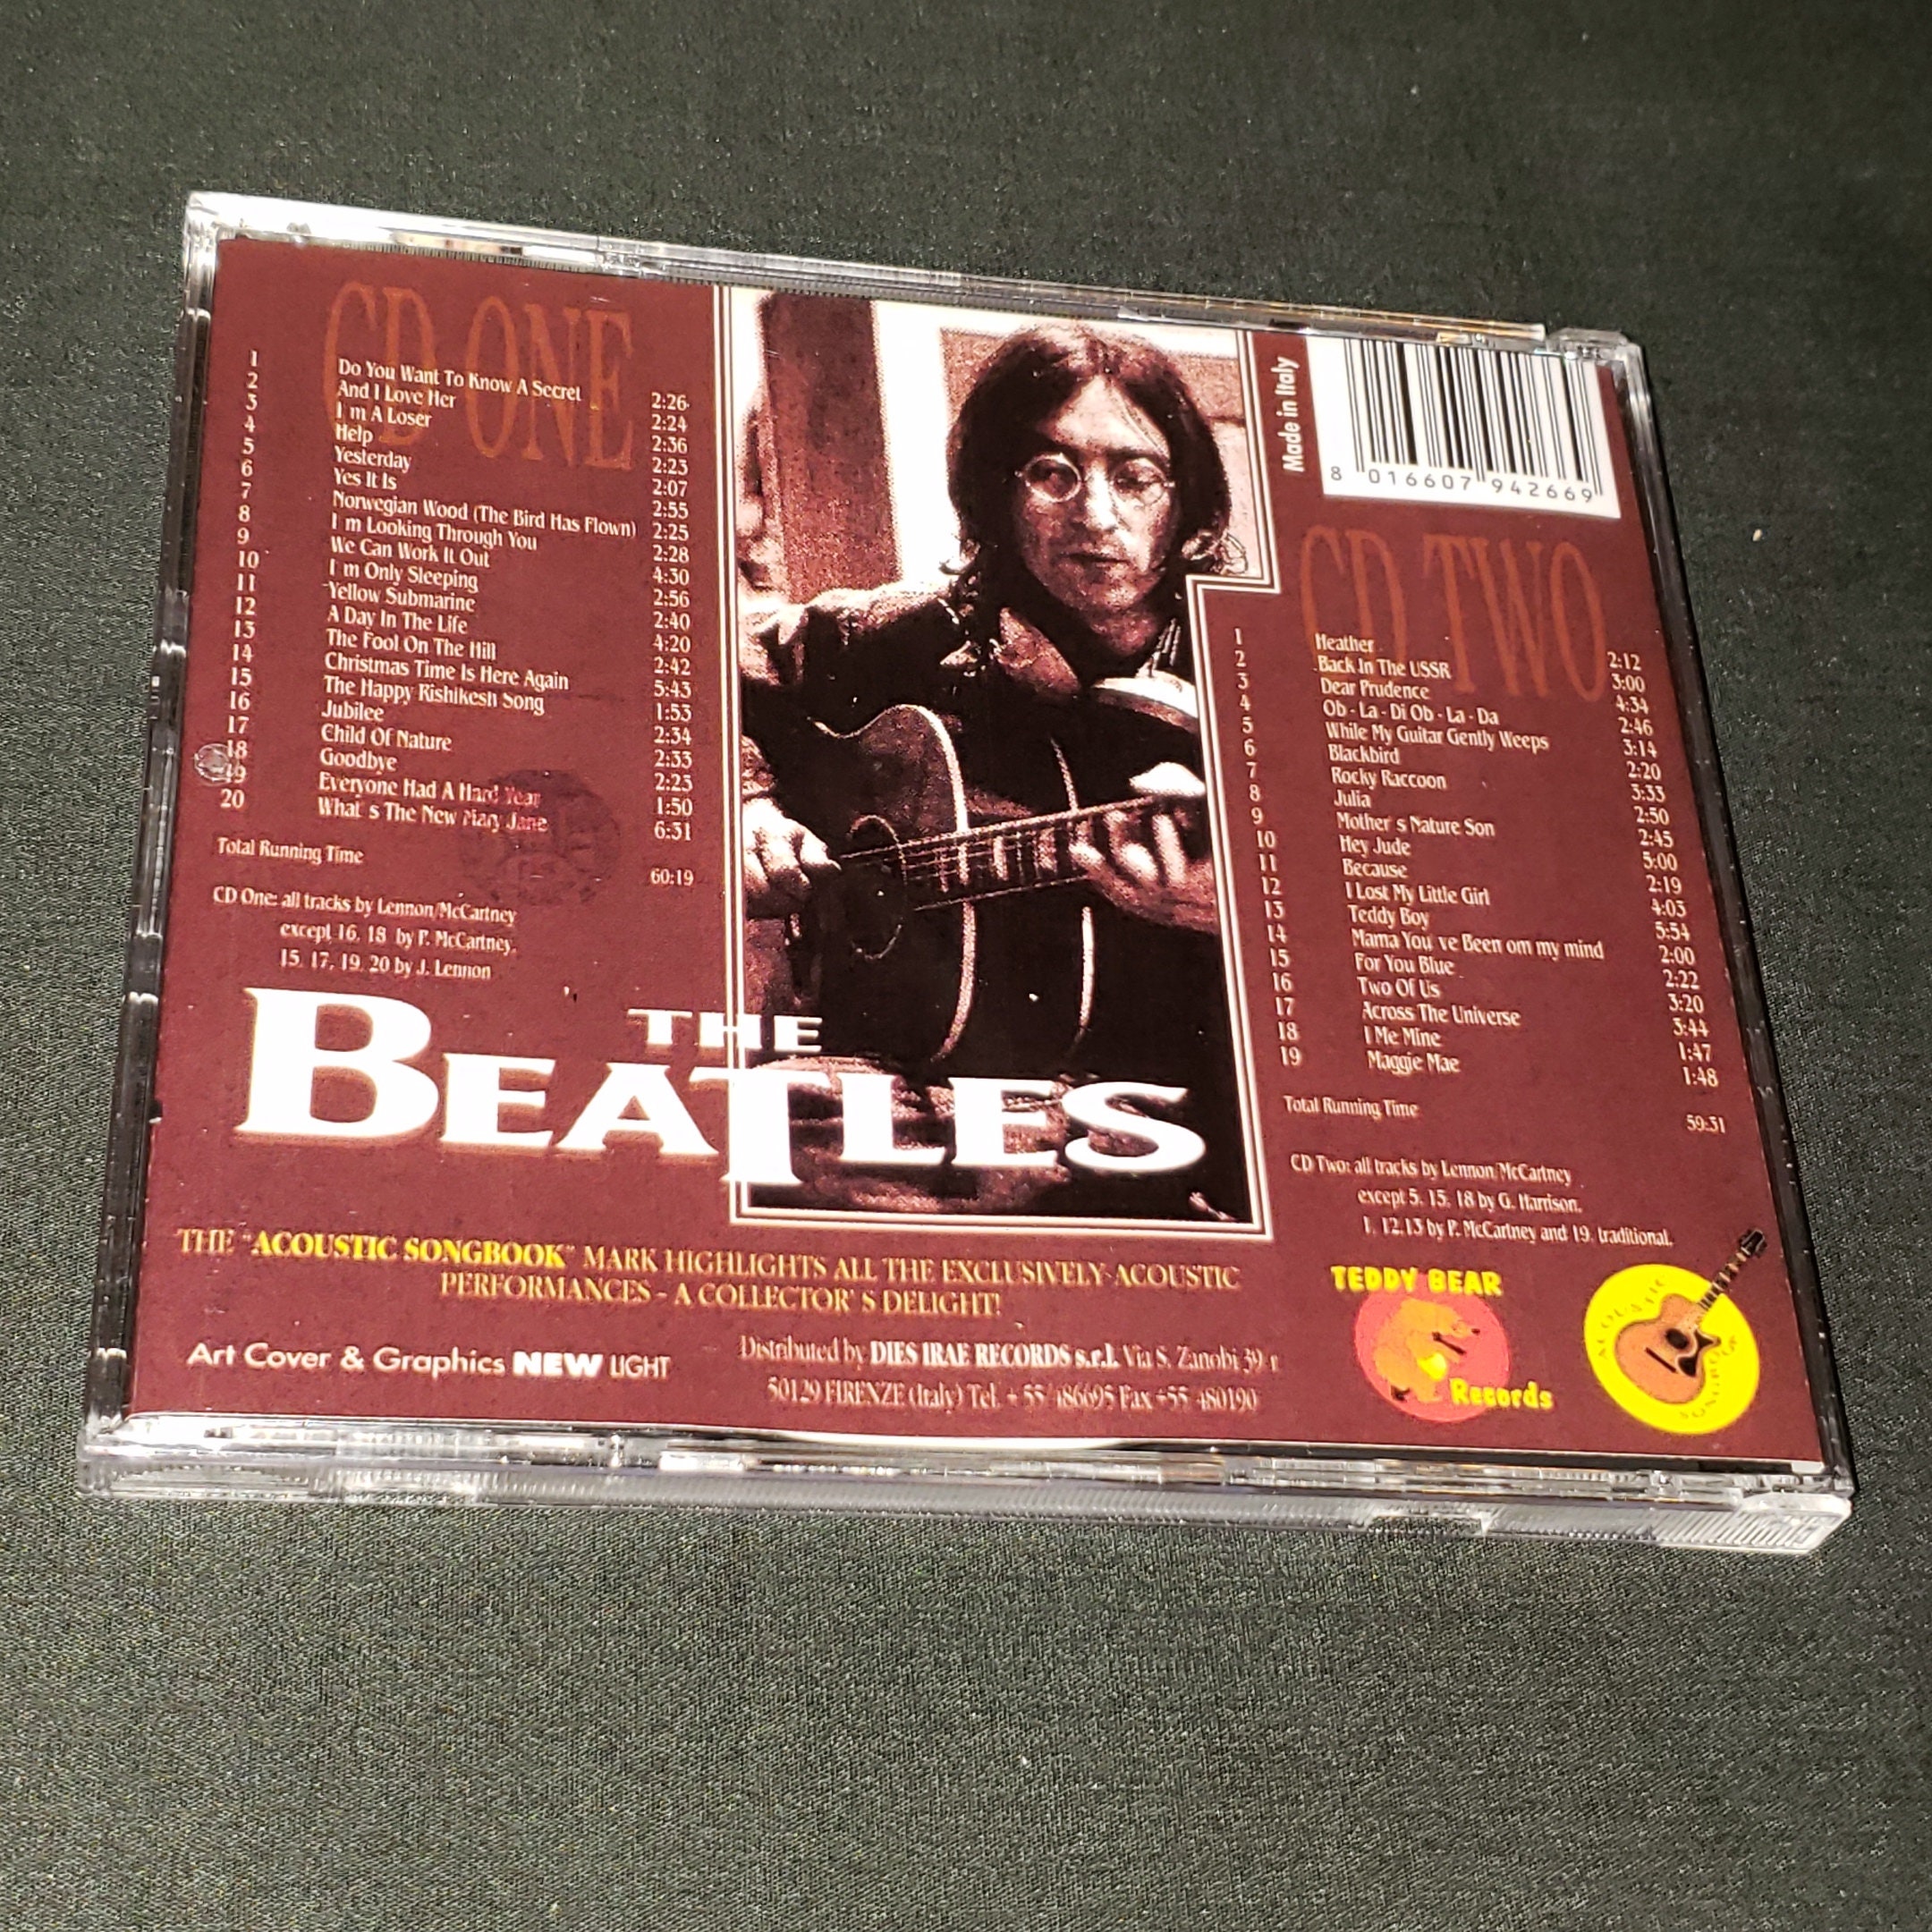 CD ONE
1 Do You Want To Know A Secret 2:26
2 And I Love Her 2:24
3 I m A Loser 2:36
4 Help 2:23
5 Yesterday 2:07
6 Yes It Is 2:55
7 Norwegian Wood (The Bird Has Flown) 2:25
8 I m Looking Through You 2:28
9 We Can Work It Out 4:30
10 I m Only Sleeping 2:56
11 Yellow Submarine 2:40
12 A Day In The Life 4:20
13 The Fool On The Hill 2:42
14 Christmas Time Is Here Again 5:43
15 The Happy Rishikesh Song 1:53
16 Jubilee 2:34
17 Child Of Nature 2:33
18 Goodbye 2:23
19 Everyone Had A Hard Year 1:50
20 What s The New Mary Jane 6:31
Total Running Time 60:19
CD One: all tracks by Lennon/McCartney
except 16, 18 by P. McCartney,
15, 17, 19, 20 by J. Lennon
THE
BEATLES
Made in Italy
8 016607 942669
CD TWO
1 Heather 2:12
2 Back In The USSR 3:00
3 Dear Prudence 4:34
4 Ob - La - Di Ob - La - Da 2:46
5 While My Guitar Gently Weeps 3:14
6 Blackbird 2:20
7 Rocky Raccoon 3:33
8 Julia 2:50
9 Mother s Nature Son 2:45
10 Hey Jude 5:00
11 Because 2:19
12 I Lost My Little Girl 4:03
13 Teddy Boy 5:54
14 Mama You ve Been om my mind 2:00
15 For You Blue 2:22
16 Two Of Us 3:20
17 Across The Universe 3:44
18 I Me Mine 1:47
19 Maggie Mae 1:48
Total Running Time 59:31
CD Two: all tracks by Lennon/McCartney
except 5, 15, 18 by G. Harrison,
1, 12,13 by P. McCartney and 19, traditional.
THE "ACOUSTIC SONGBOOK" MARK HIGHLIGHTS ALL THE EXCLUSIVELY-ACOUSTIC
PERFORMANCES - A COLLECTOR' S DELIGHT!
Art Cover & Graphics NEW LIGHT
Distributed by DIES IRAE RECORDS s.r.l. Via S. Zanobi 39 r
50129 FIRENZE (Italy) Tel. + 55 486695 Fax +55 480190
TEDDY BEAR
Records
ACOUSTIC
SONGBOOK